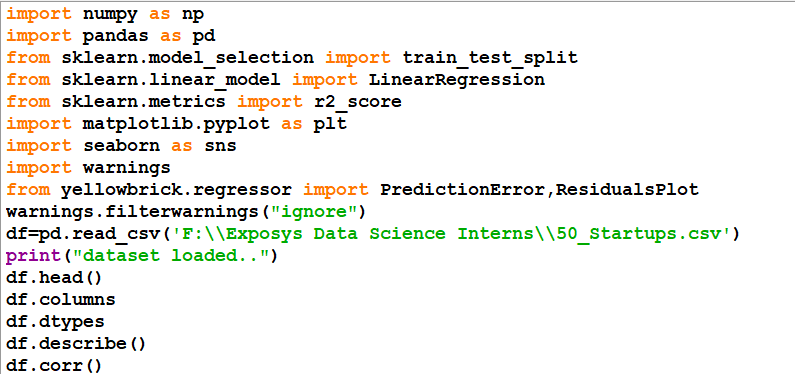 import numpy as np
import pandas as pd
from sklearn.model_selection import train_test_split
from sklearn.linear_model import LinearRegression
from sklearn.metrics import r2_score
import matplotlib.pyplot as plt
import seaborn as sns
import warnings
from yellowbrick.regressor import PredictionError,ResidualsPlot
warnings.filterwarnings("ignore")
df=pd.read_csv('F:\\Exposys Data Science Interns\\50_Startups.csv')
print("dataset loaded..")
df.head()
df.columns
df.dtypes
df.describe()
df.corr()